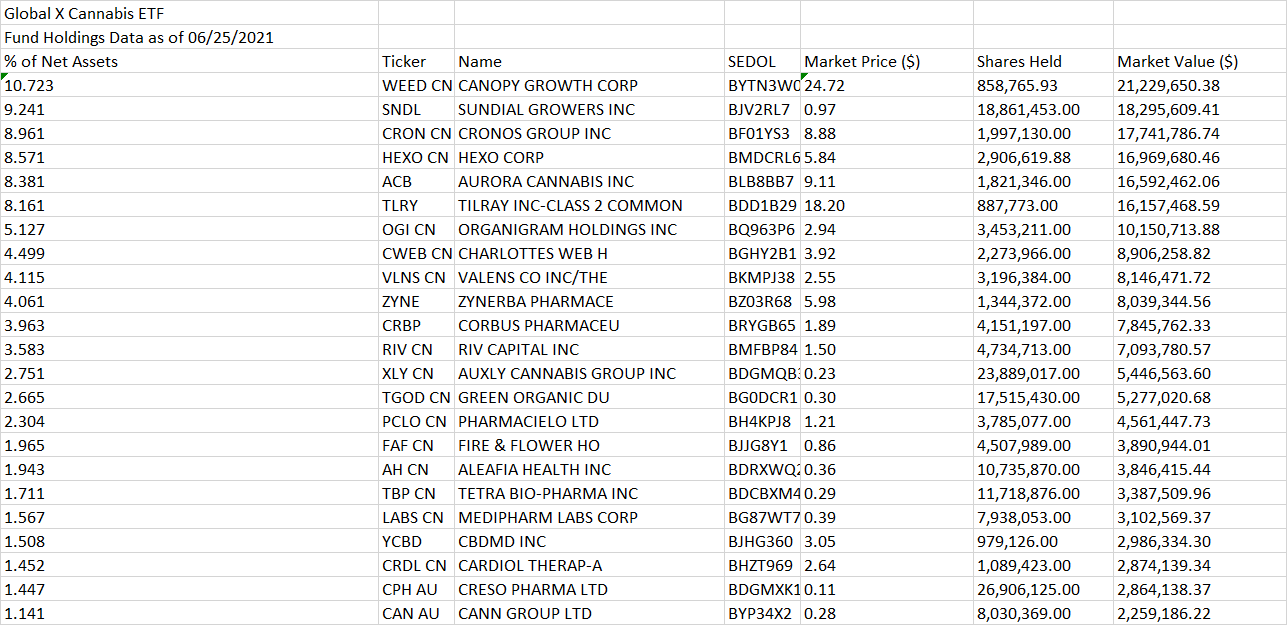 Global X Cannabis ETF
Fund Holdings Data as of 06/25/2021
% of Net Assets Ticker Name SEDOL Market Price ($) Shares Held Market Value ($)
10.723 WEED CN CANOPY GROWTH CORP BYTN3W0 24.72 858,765.93 21,229,650.38
9.241 SNDL SUNDIAL GROWERS INC BJV2RL7 0.97 18,861,453.00 18,295,609.41
8.961 CRON CN CRONOS GROUP INC BF01YS3 8.88 1,997,130.00 17,741,786.74
8.571 HEXO CN HEXO CORP BMDCRL6 5.84 2,906,619.88 16,969,680.46
8.381 ACB AURORA CANNABIS INC BLB8BB7 9.11 1,821,346.00 16,592,462.06
8.161 TLRY TILRAY INC-CLASS 2 COMMON BDD1B29 18.20 887,773.00 16,157,468.59
5.127 OGI CN ORGANIGRAM HOLDINGS INC BQ963P6 2.94 3,453,211.00 10,150,713.88
4.499 CWEB CN CHARLOTTES WEB H BGHY2B1 3.92 2,273,966.00 8,906,258.82
4.115 VLNS CN VALENS CO INC/THE BKMPJ38 2.55 3,196,384.00 8,146,471.72
4.061 ZYNE ZYNERBA PHARMACE BZ03R68 5.98 1,344,372.00 8,039,344.56
3.963 CRBP CORBUS PHARMACEU BRYGB65 1.89 4,151,197.00 7,845,762.33
3.583 RIV CN RIV CAPITAL INC BMFBP84 1.50 4,734,713.00 7,093,780.57
2.751 XLY CN AUXLY CANNABIS GROUP INC BDGMQB 0.23 23,889,017.00 5,446,563.60
2.665 TGOD CN GREEN ORGANIC DU BG0DCR1 0.30 17,515,430.00 5,277,020.68
2.304 PCLO CN PHARMACIELO LTD BH4KPJ8 1.21 3,785,077.00 4,561,447.73
1.965 FAF CN FIRE & FLOWER HO BJJG8Y1 0.86 4,507,989.00 3,890,944.01
1.943 AH CN ALEAFIA HEALTH INC BDRXWQ 0.36 10,735,870.00 3,846,415.44
1.711 TBP CN TETRA BIO-PHARMA INC BDCBXM4 0.29 11,718,876.00 3,387,509.96
1.567 LABS CN MEDIPHARM LABS CORP BG87WT7 0.39 7,938,053.00 3,102,569.37
1.508 YCBD CBDMD INC BJHG360 3.05 979,126.00 2,986,334.30
1.452 CRDL CN CARDIOL THERAP-A BHZT969 2.64 1,089,423.00 2,874,139.34
1.447 CPH AU CRESO PHARMA LTD BDGMXK1 0.11 26,906,125.00 2,864,138.37
1.141 CAN AU CANN GROUP LTD BYP34X2 0.28 8,030,369.00 2,259,186.22